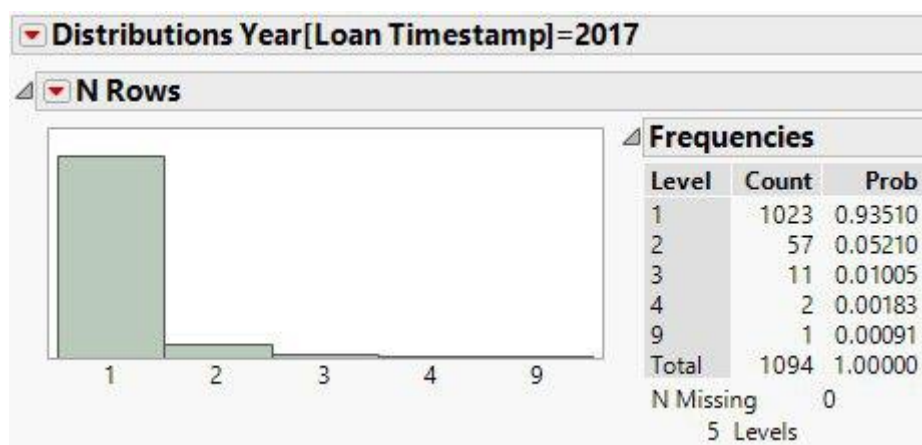 Distributions Year[Loan Timestamp]=2017
N Rows
1 2 3 4 9
Frequencies
Level Count Prob
1 1023 0.93510
2 57 0.05210
3 11 0.01005
4 2 0.00183
9 1 0.00091
Total 1094 1.00000
N Missing 0
5 Levels